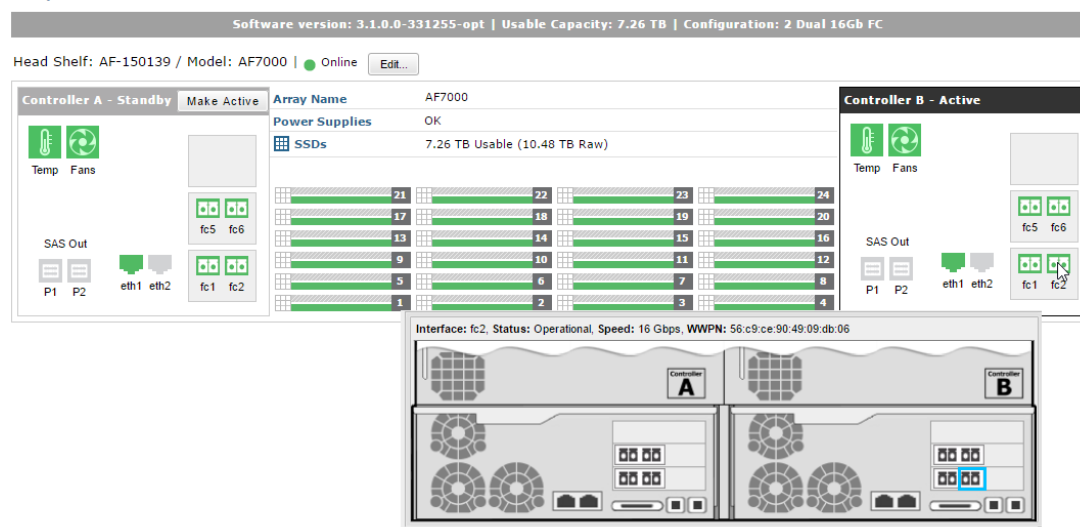 Software version: 3.1.0.0-331255-opt | Usable Capacity: 7.26 TB | Configuration: 2 Dual 16Gb FC
Head Shelf: AF-150139 / Model: AF7000 | Online Edit...
Controller A - Standby Make Active
Temp Fans
fc5 fc6
SAS Out
P1 P2 eth1 eth2 fc1 fc2
Array Name AF7000
Power Supplies OK
SSDs 7.26 TB Usable (10.48 TB Raw)
21 22 23 24
17 18 19 20
13 14 15 16
9 10 11 12
5 6 7 8
1 2 3 4
Controller B - Active
Temp Fans
fc5 fc6
SAS Out
P1 P2 eth1 eth2 fc1 fc2
Interface: fc2, Status: Operational, Speed: 16 Gbps, WWPN: 56:c9:ce:90:49:09:db:06
Controller Controller
A B